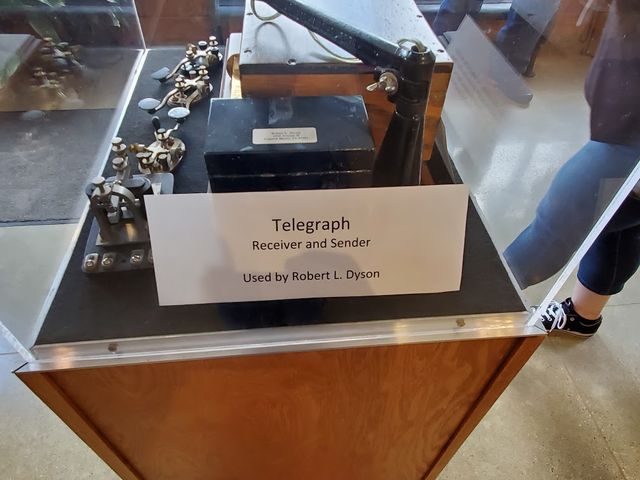 Telegraph
Receiver and Sender
Used by Robert L. Dyson